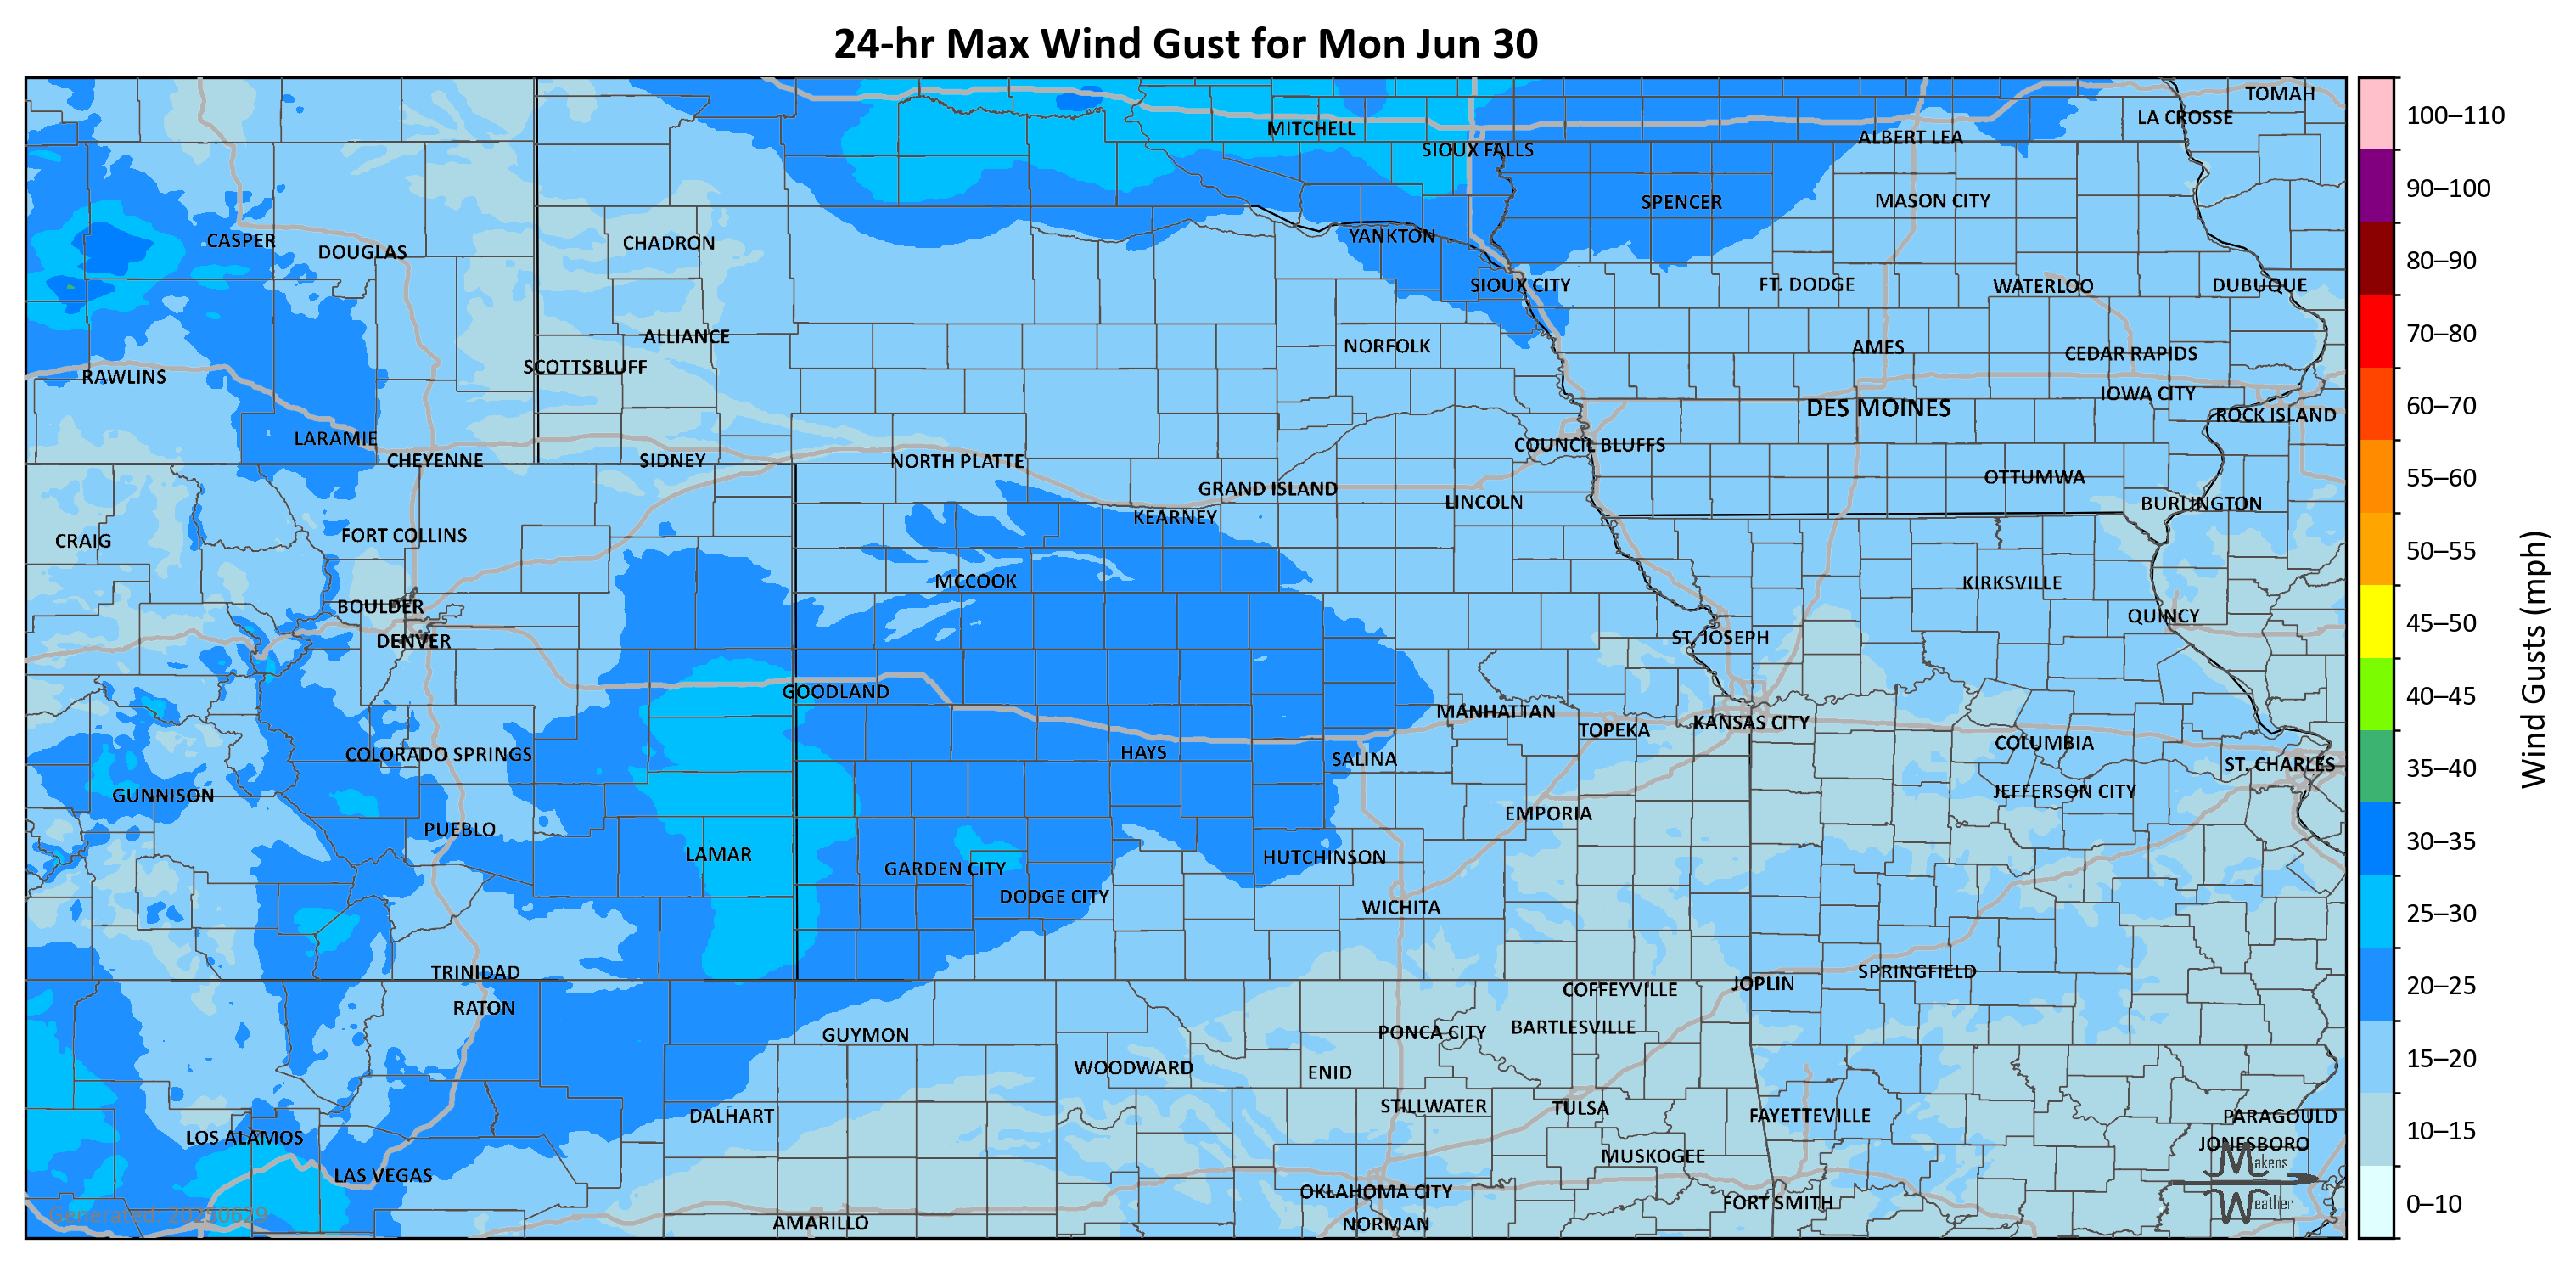 24-hr Max Wind Gust for Mon Jun 30
TOMAH
LA CROSSE
MITCHELL
ALBERT LEA
SIOUX FALLS
SPENCER
MASON CITY
CASPER
DOUGLAS
CHADRON
YANKTON
SIOUX CITY
FT. DODGE
WATERLOO
DUBUQUE
ALLIANCE
NORFOLK
AMES
CEDAR RAPIDS
SCOTTSBLUFF
RAWLINS
IOWA CITY
DES MOINES
ROCK ISLAND
LARAMIE
COUNCIL BLUFFS
CHEYENNE
SIDNEY
NORTH PLATTE
OTTUMWA
GRAND ISLAND
LINCOLN
BURLINGTON
KEARNEY
FORT COLLINS
CRAIG
MCCOOK
KIRKSVILLE
BOULDER
QUINCY
DENVER
ST. JOSEPH
GOODLAND
MANHATTAN
KANSAS CITY
TOPEKA
COLUMBIA
COLORADO SPRINGS
HAYS
SALINA
ST. CHARLES
GUNNISON
JEFFERSON CITY
EMPORIA
PUEBLO
LAMAR
HUTCHINSON
GARDEN CITY
DODGE CITY
WICHITA
TRINIDAD
SPRINGFIELD
JOPLIN
COFFEYVILLE
RATON
BARTLESVILLE
PONCA CITY
GUYMON
WOODWARD
ENID
STILLWATER
TULSA
DALHART
FAYETTEVILLE
PARAGOULD
LOS ALAMOS
JONESBORO
MUSKOGEE
LAS VEGAS
OKLAHOMA CITY
FORT SMITH
AMARILLO
NORMAN
Generated: 20250629
Makens
Weather
100–110
90–100
80–90
70–80
60–70
55–60
50–55
45–50
40–45
35–40
30–35
25–30
20–25
15–20
10–15
0–10
Wind Gusts (mph)